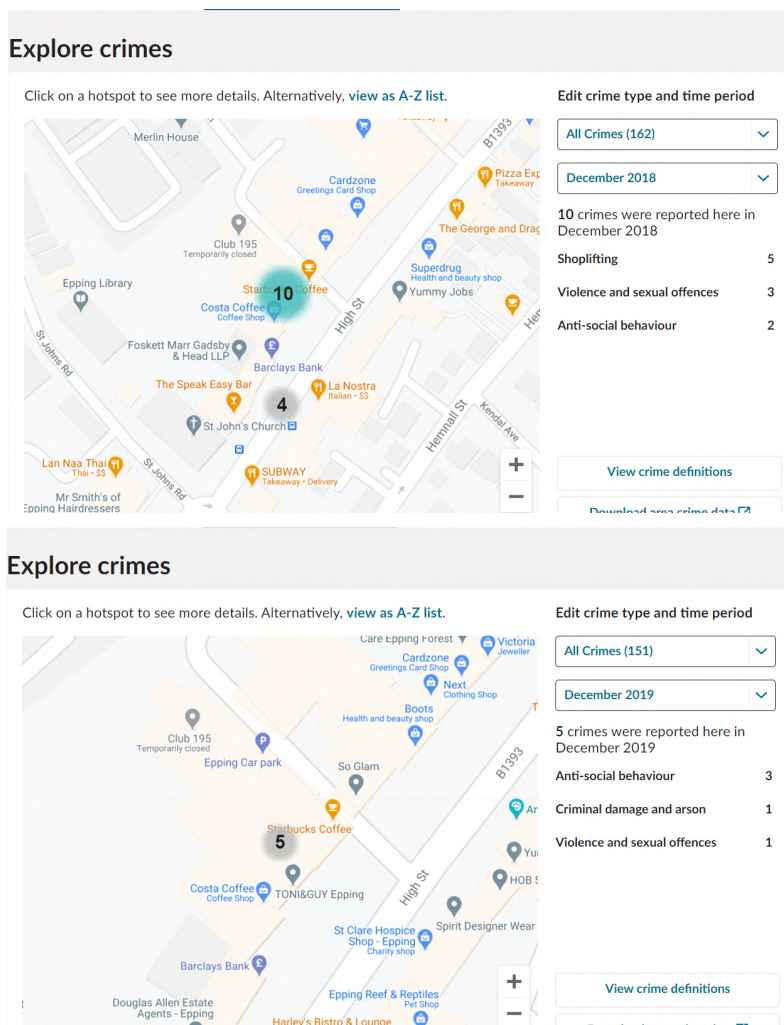 Explore crimes
Click on a hotspot to see more details. Alternatively, view as A-Z list.
Edit crime type and time period
All Crimes (162)
December 2018
10 crimes were reported here in
December 2018
Shoplifting 5
Violence and sexual offences 3
Anti-social behaviour 2
View crime definitions
Download area crime data
Merlin House
B1393
Cardzone
Greetings Card Shop
Pizza Exp
Takeaway
The George and Drag
Club 195
Temporarily closed
Superdrug
Health and beauty shop
Epping Library
10
Coffee
Yummy Jobs
Costa Coffee
Coffee Shop
High St
St Johns Rd
Foskett Marr Gadsby
& Head LLP
Barclays Bank
The Speak Easy Bar
La Nostra
Italian • $$
4
Hemnall St
Kendal Ave
St John's Church
Lan Naa Thai
Thai • $$
St Johns Rd
SUBWAY
Takeaway • Delivery
Mr Smith's of
Epping Hairdressers
+
−
Explore crimes
Click on a hotspot to see more details. Alternatively, view as A-Z list.
Edit crime type and time period
All Crimes (151)
December 2019
5 crimes were reported here in
December 2019
Anti-social behaviour 3
Criminal damage and arson 1
Violence and sexual offences 1
View crime definitions
Care Epping Forest
Victoria
Jeweller
Cardzone
Greetings Card Shop
Next
Clothing Shop
Boots
Health and beauty shop
Club 195
Temporarily closed
P
Epping Car park
So Glam
B1393
Starbucks Coffee
5
Costa Coffee
Coffee Shop
TONI&GUY Epping
High St
HOB
Spirit Designer Wear
St Clare Hospice
Shop - Epping
Charity shop
Barclays Bank
Epping Reef & Reptiles
Pet Shop
Douglas Allen Estate
Agents - Epping
Harley's Bistro & Lounge
+
−